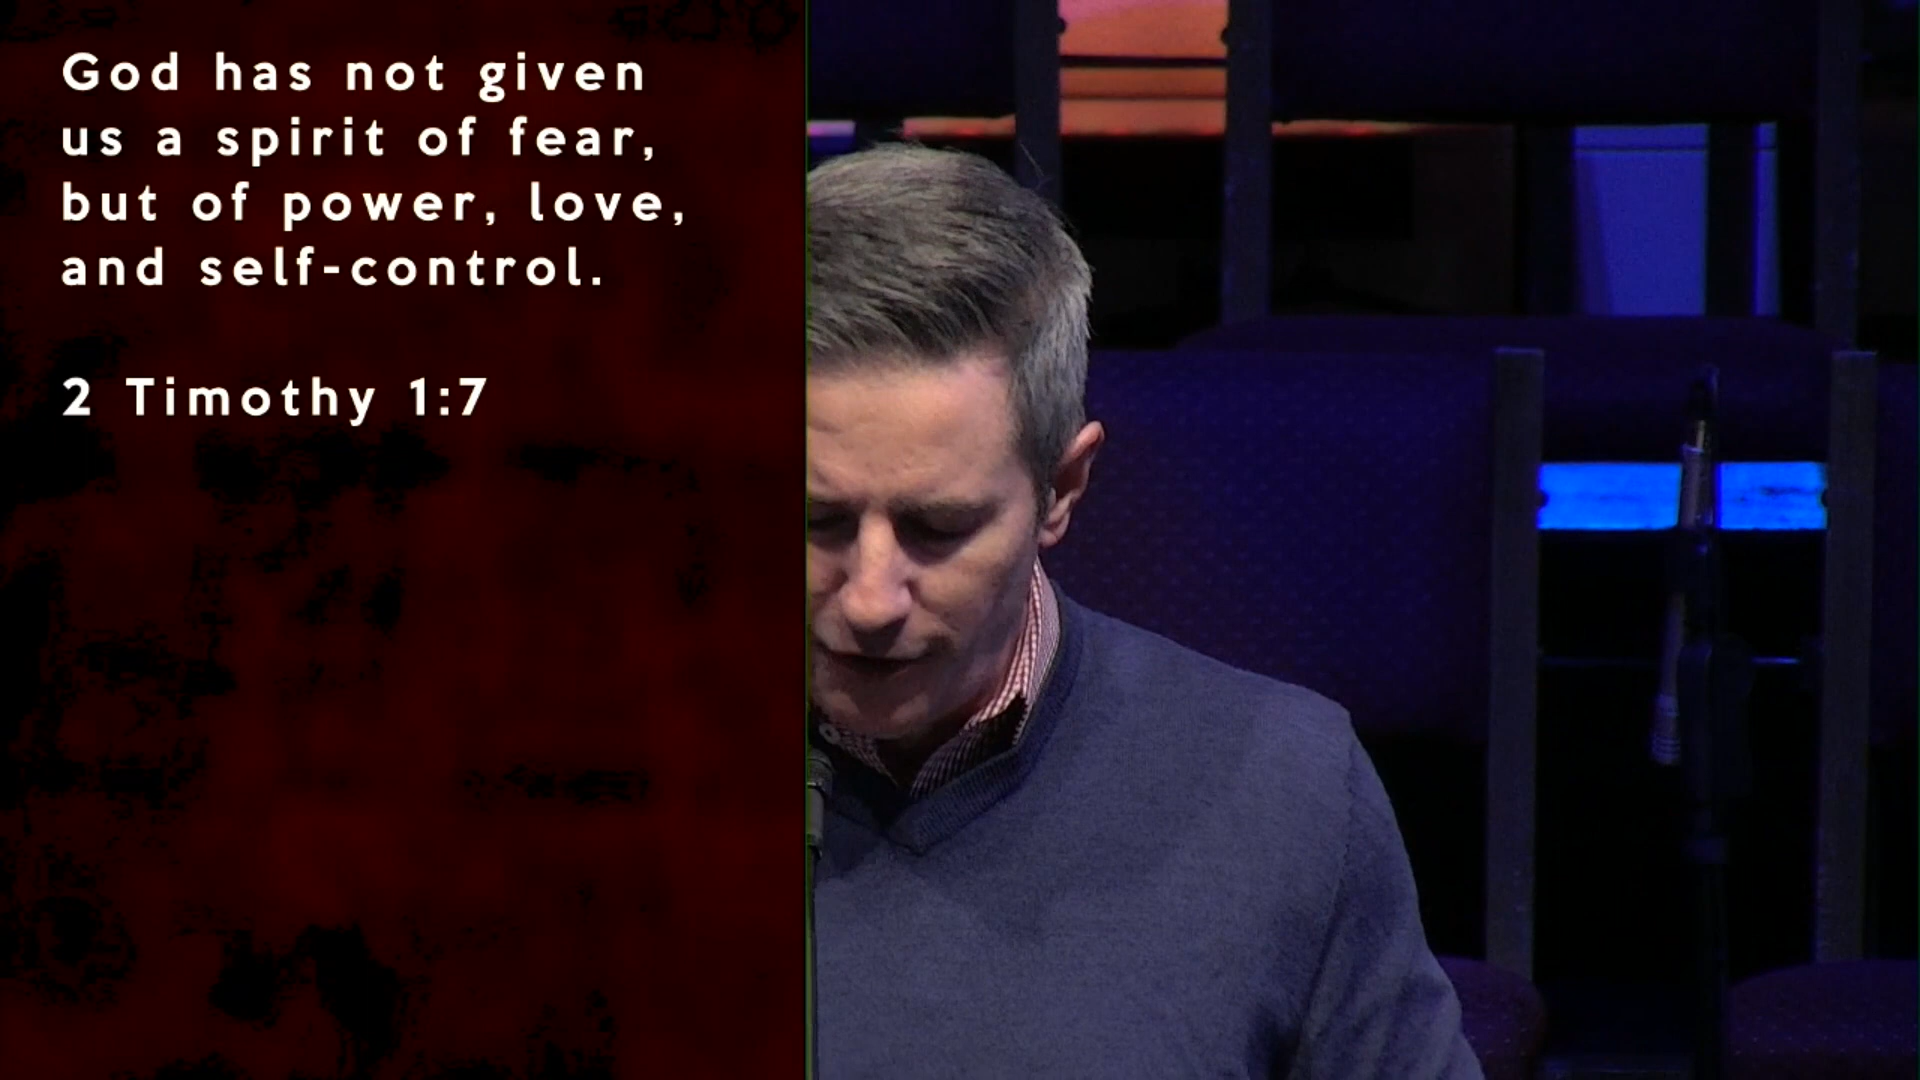 God has not given
us a spirit of fear,
but of power, love,
and self-control.
2 Timothy 1:7